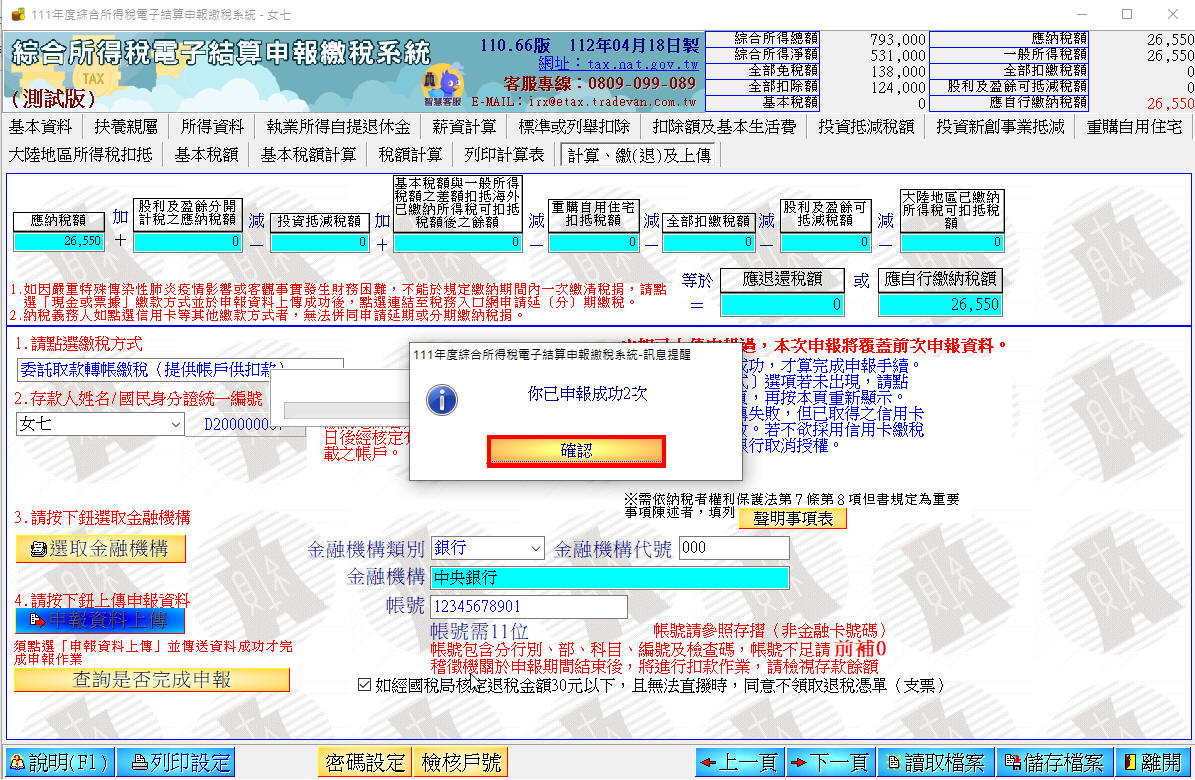 111年度綜合所得稅電子結算申報繳稅系統 - 女七
綜合所得稅電子結算申報繳稅系統
(測試版)
110.66版 112年04月18日製
網址：tax.nat.gov.tw
客服專線：0809-099-089
E-MAIL：irx@etax.tradevan.com.tw
智慧客服
TAX
綜合所得總額 793,000 應納稅額 26,550
綜合所得淨額 531,000 一般所得稅額 26,550
全部免稅額 138,000 全部扣繳稅額 0
全部扣除額 124,000 股利及盈餘可抵減稅額 0
基本稅額 0 應自行繳納稅額 26,550
基本資料 扶養親屬 所得資料 執業所得自提退休金 薪資計算 標準或列舉扣除 扣除額及基本生活費 投資抵減稅額 投資新創事業抵減 重購自用住宅
大陸地區所得稅扣抵 基本稅額 基本稅額計算 稅額計算 列印計算表 計算、繳(退)及上傳
應納稅額
26,550
加
＋
股利及盈餘分開
計稅之應納稅額
0
減
－
投資抵減稅額
0
加
＋
基本稅額與一般所得
稅額之差額扣抵海外
已繳納所得稅可扣抵
稅額後之餘額
0
減
－
重購自用住宅
扣抵稅額
0
減
－
全部扣繳稅額
0
減
－
股利及盈餘可
抵減稅額
0
減
－
大陸地區已繳納
所得稅可扣抵稅
額
0
1.如因嚴重特殊傳染性肺炎疫情影響或客觀事實發生財務困難，不能於規定繳納期間內一次繳清稅捐，請點
選「現金或票據」繳款方式並於申報資料上傳成功後，點選連結至稅務入口網申請延〔分〕期繳稅。
2.納稅義務人如點選信用卡等其他繳款方式者，無法併同申請延期或分期繳納稅捐。
等於
＝
應退還稅額
0
或
應自行繳納稅額
26,550
1.請點選繳稅方式
委託取款轉帳繳稅（提供帳戶供扣款）
2.存款人姓名/國民身分證統一編號
女七 D2000000
日後經核定有
載之帳戶。
過，本次申報將覆蓋前次申報資料。
成功，才算完成申報手續。
〕選項若未出現，請點
，再按本頁重新顯示。
失敗，但已取得之信用卡
。若不欲採用信用卡繳稅
行取消授權。
111年度綜合所得稅電子結算申報繳稅系統-訊息提醒
你已申報成功2次
確認
※需依納稅者權利保護法第７條第８項但書規定為重要
事項陳述者，填列 聲明事項表
3.請按下鈕選取金融機構
選取金融機構
金融機構類別 銀行 金融機構代號 000
金融機構 中央銀行
帳號 12345678901
帳號需11位 帳號請參照存摺（非金融卡號碼）
帳號包含分行別、部、科目、編號及檢查碼，帳號不足請 前補0
稽徵機關於申報期間結束後，將進行扣款作業，請檢視存款餘額
4.請按下鈕上傳申報資料
申報資料上傳
須點選「申報資料上傳」並傳送資料成功才完
成申報作業
查詢是否完成申報
如經國稅局核定退稅金額30元以下，且無法直撥時，同意不領取退稅憑單（支票）
說明(F1) 列印設定 密碼設定 檢核戶號 上一頁 下一頁 讀取檔案 儲存檔案 離開